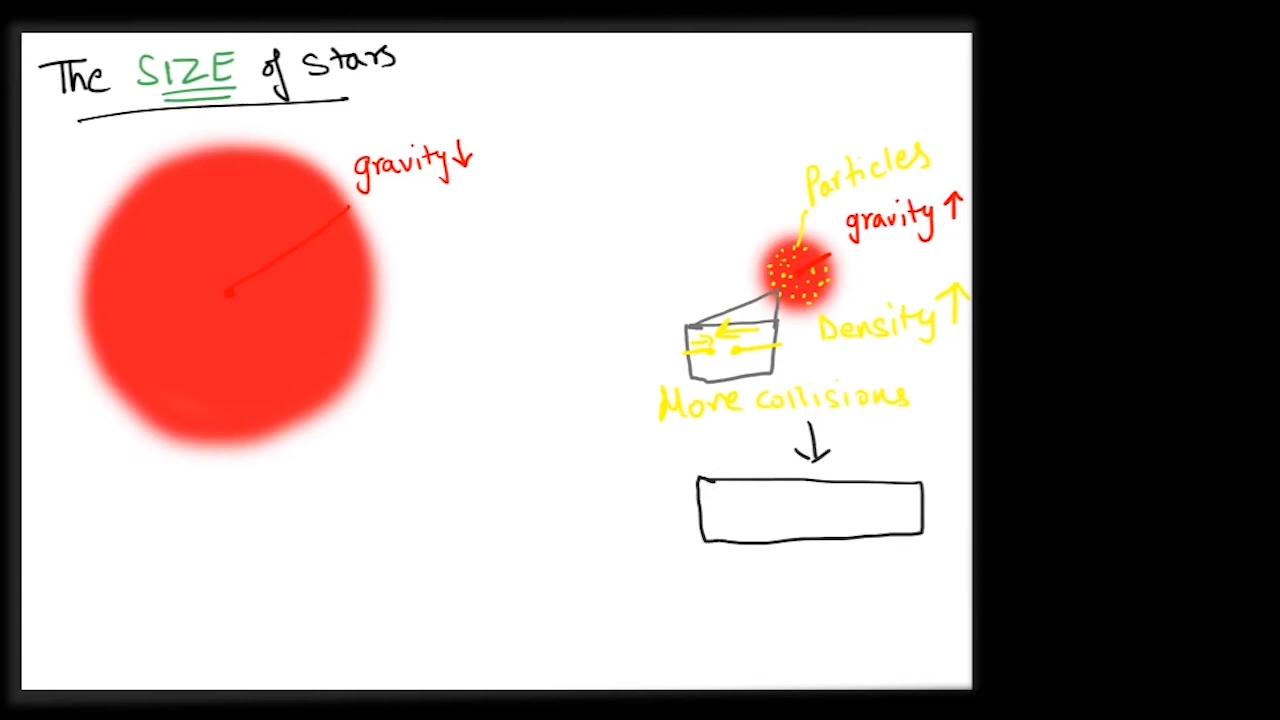 The SIZE of stars
gravity↓
Particles
gravity↑
Density↑
More collisions